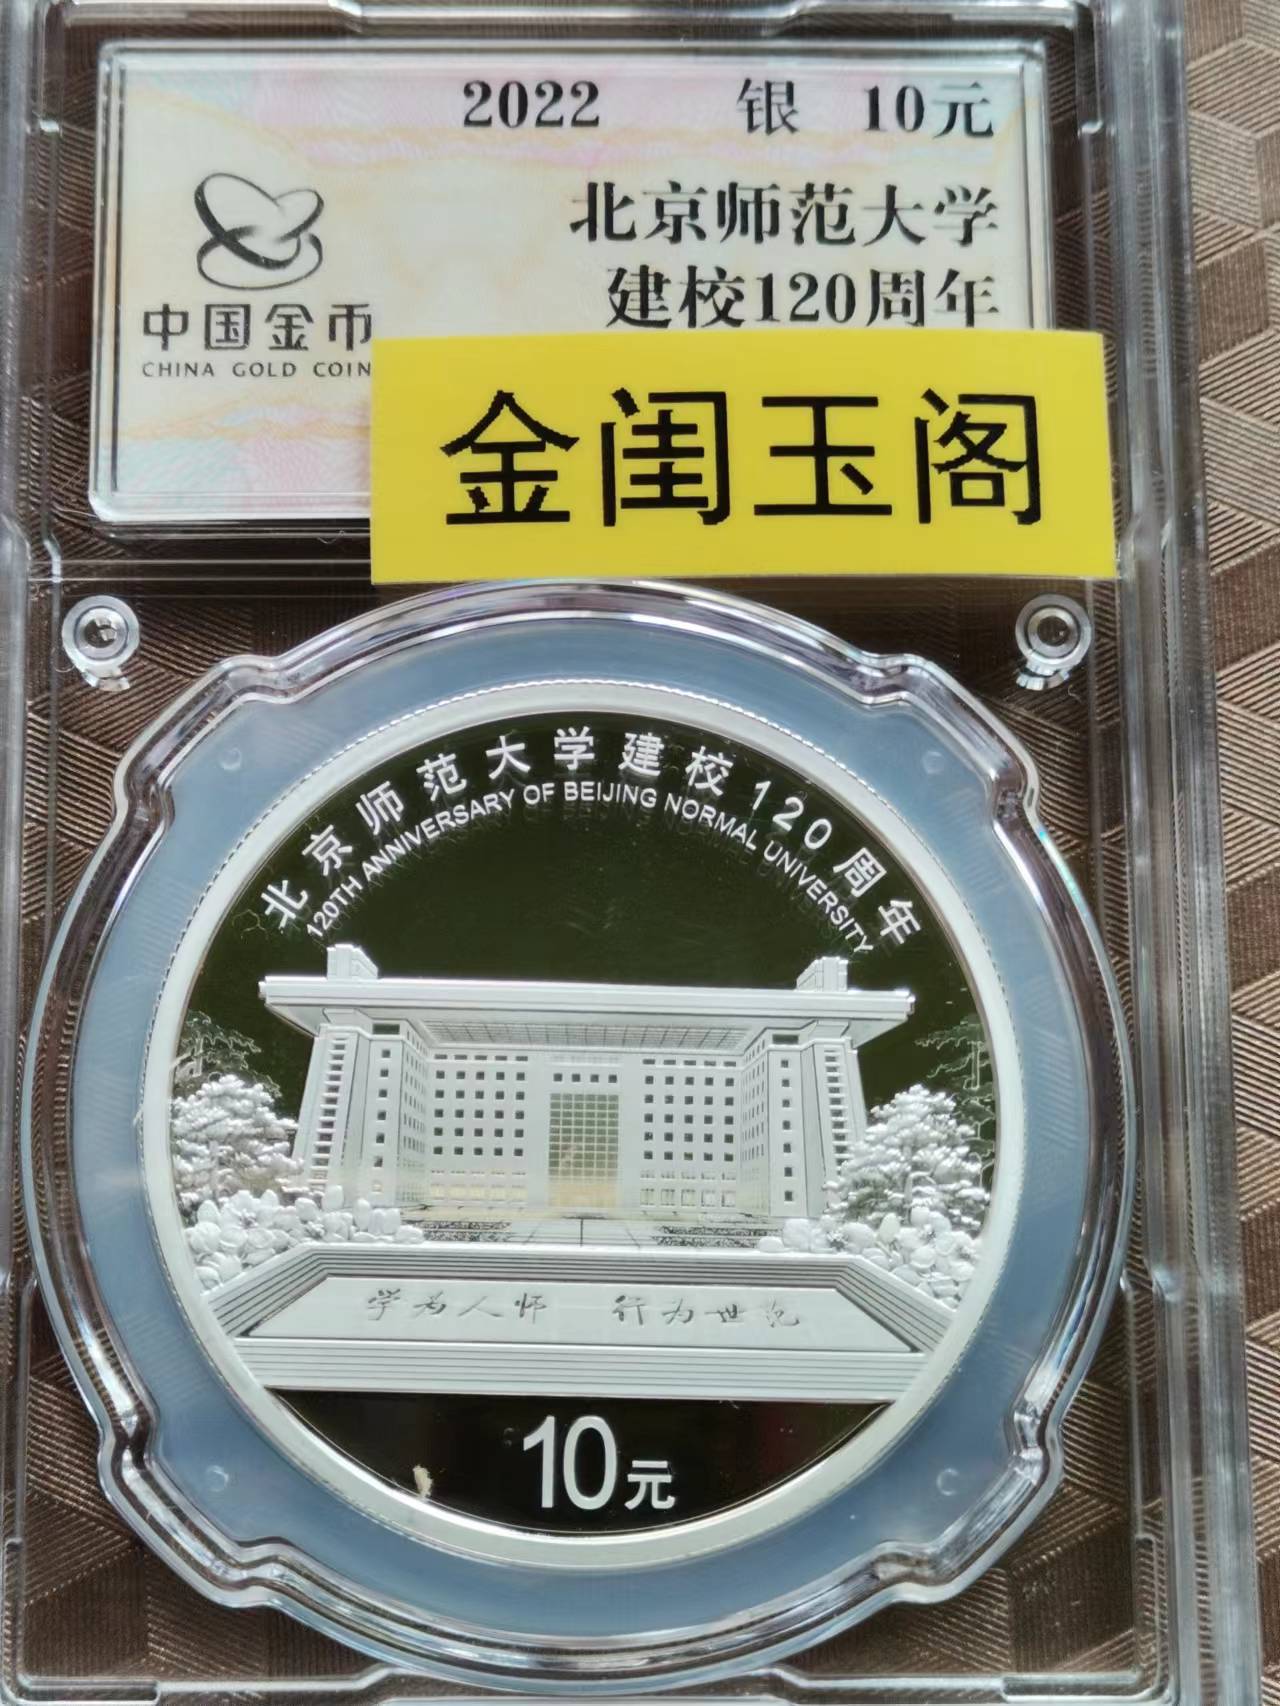 2022 银 10元
北京师范大学
建校120周年
中国金币
CHINA GOLD COIN
金闺玉阁
北京师范大学建校120周年
120TH ANNIVERSARY OF BEIJING NORMAL UNIVERSITY
学为人师 行为世范
10元